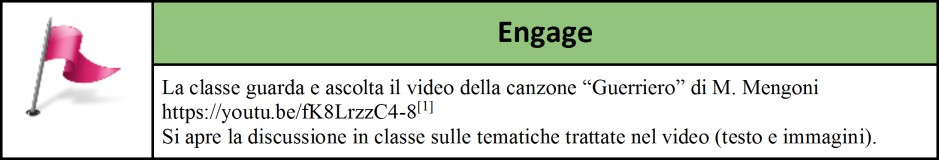 Engage
La classe guarda e ascolta il video della canzone “Guerriero” di M. Mengoni
https://youtu.be/fK8LrzzC4-8[1]
Si apre la discussione in classe sulle tematiche trattate nel video (testo e immagini).